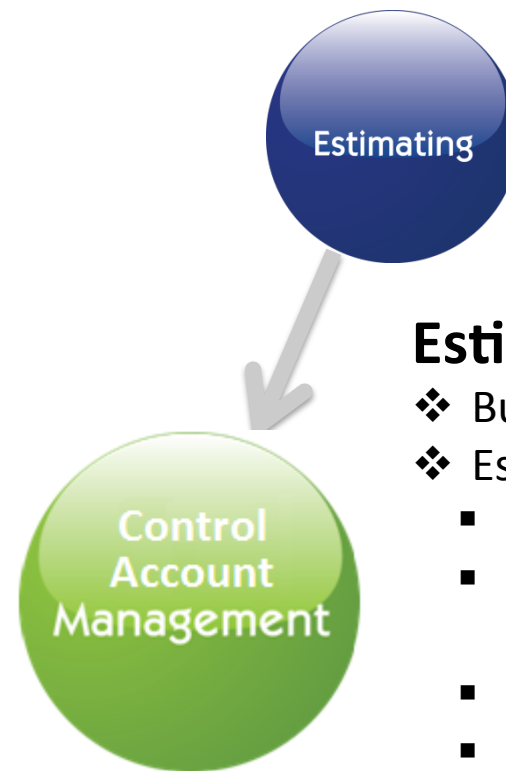 Estimating
Esti
❖ Bu
❖ Es
▪
▪
▪
▪
Control
Account
Management